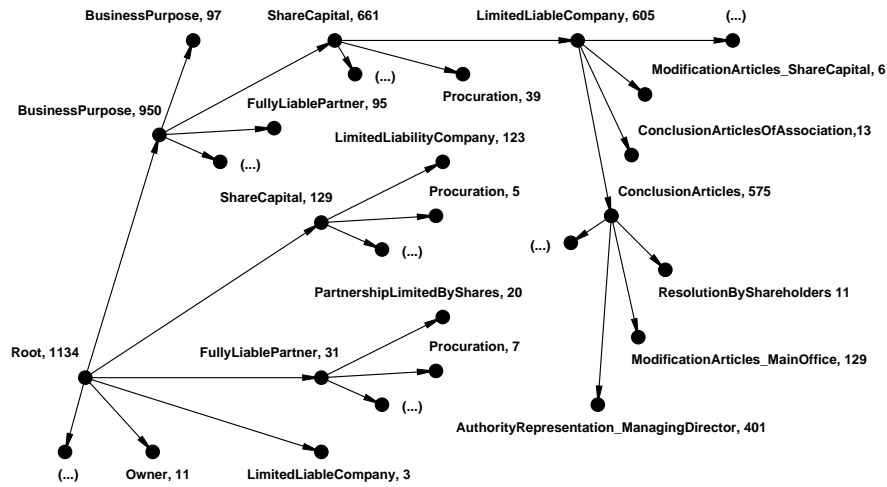 BusinessPurpose, 97
ShareCapital, 661
LimitedLiableCompany, 605
(...)
ModificationArticles_ShareCapital, 6
(...)
Procuration, 39
FullyLiablePartner, 95
BusinessPurpose, 950
ConclusionArticlesOfAssociation,13
LimitedLiabilityCompany, 123
(...)
Procuration, 5
ConclusionArticles, 575
ShareCapital, 129
(...)
(...)
PartnershipLimitedByShares, 20
ResolutionByShareholders 11
Procuration, 7
Root, 1134
FullyLiablePartner, 31
ModificationArticles_MainOffice, 129
(...)
AuthorityRepresentation_ManagingDirector, 401
(...)
Owner, 11
LimitedLiableCompany, 3